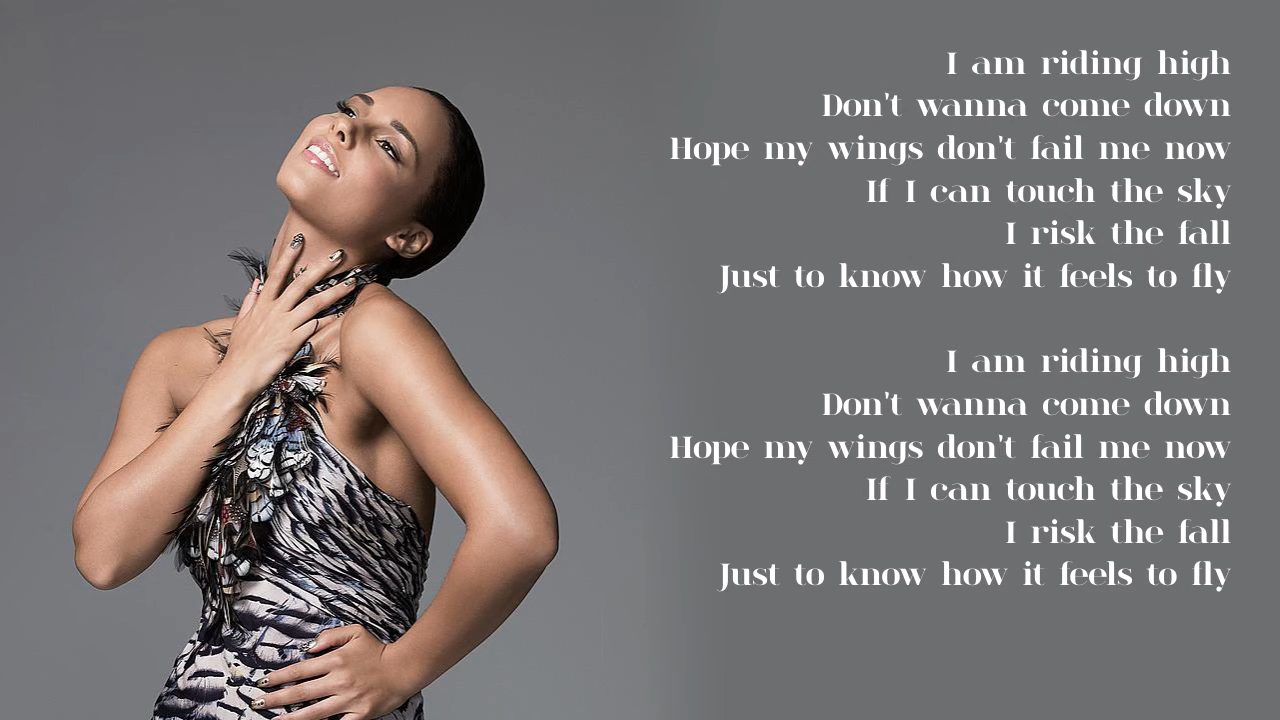 I am riding high
Don't wanna come down
Hope my wings don't fail me now
If I can touch the sky
I risk the fall
Just to know how it feels to fly
I am riding high
Don't wanna come down
Hope my wings don't fail me now
If I can touch the sky
I risk the fall
Just to know how it feels to fly